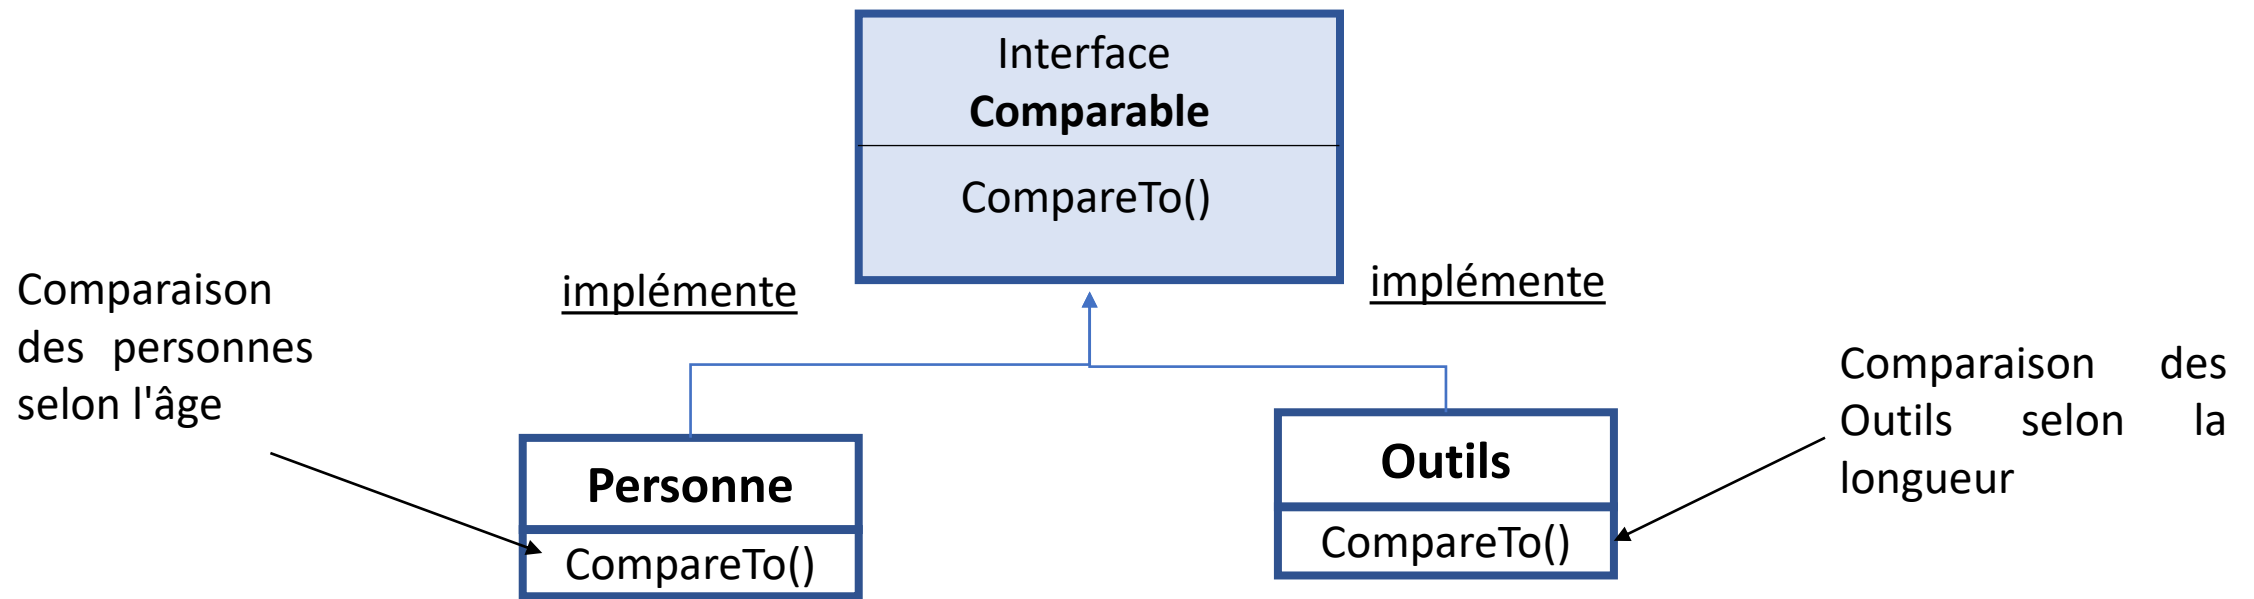 Interface
Comparable
CompareTo()
implémente
implémente
Comparaison
des personnes
selon l'âge
Comparaison des
Outils selon la
longueur
Personne
CompareTo()
Outils
CompareTo()